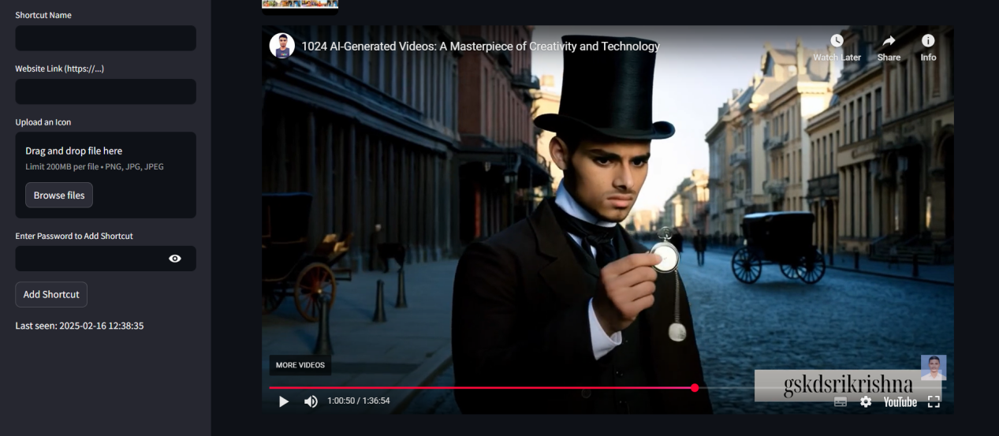 Shortcut Name
Website Link (https://...)
Upload an Icon
Drag and drop file here
Limit 200MB per file • PNG, JPG, JPEG
Browse files
Enter Password to Add Shortcut
Add Shortcut
Last seen: 2025-02-16 12:38:35
1024 AI-Generated Videos: A Masterpiece of Creativity and Technology
Watch Later
Share
Info
MORE VIDEOS
gskdsrikrishna
1:00:50 / 1:36:54
YouTube